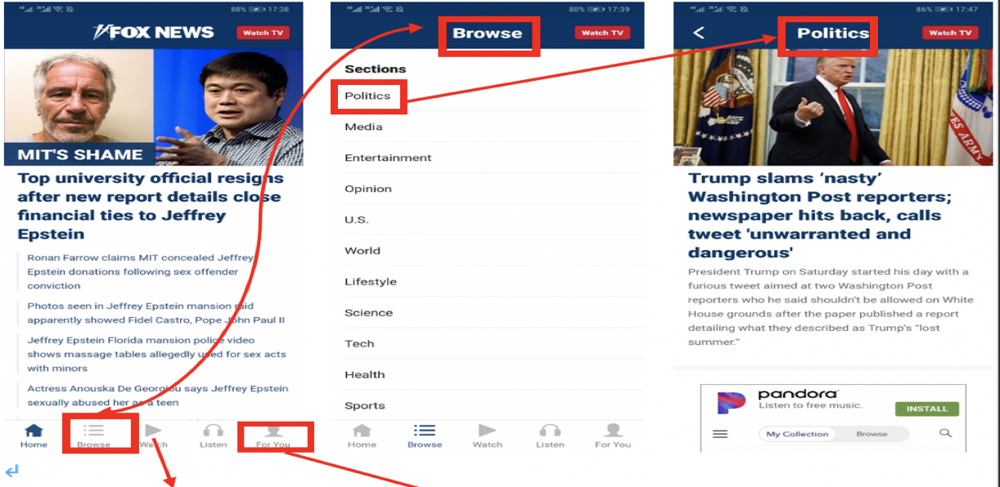 88% 17:38
FOX NEWS
Watch TV
MIT'S SHAME
Top university official resigns
after new report details close
financial ties to Jeffrey
Epstein
Ronan Farrow claims MIT concealed Jeffrey
Epstein donations following sex offender
conviction
Photos seen in Jeffrey Epstein mansion raid
apparently showed Fidel Castro, Pope John Paul II
Jeffrey Epstein Florida mansion police video
shows massage tables allegedly used for sex acts
with minors
Actress Anouska De Georgiou says Jeffrey Epstein
sexually abused her as a teen
Home
Browse
Watch
Listen
For You
88% 17:39
Browse
Watch TV
Sections
Politics
Media
Entertainment
Opinion
U.S.
World
Lifestyle
Science
Tech
Health
Sports
Home
Browse
Watch
Listen
For You
86% 17:47
Politics
Watch TV
ES ARMY
Trump slams ‘nasty’
Washington Post reporters;
newspaper hits back, calls
tweet 'unwarranted and
dangerous'
President Trump on Saturday started his day with a
furious tweet aimed at two Washington Post
reporters who he said shouldn’t be allowed on White
House grounds after the paper published a report
detailing what they described as Trump’s “lost
summer.”
pandora
Listen to free music.
INSTALL
My Collection
Browse